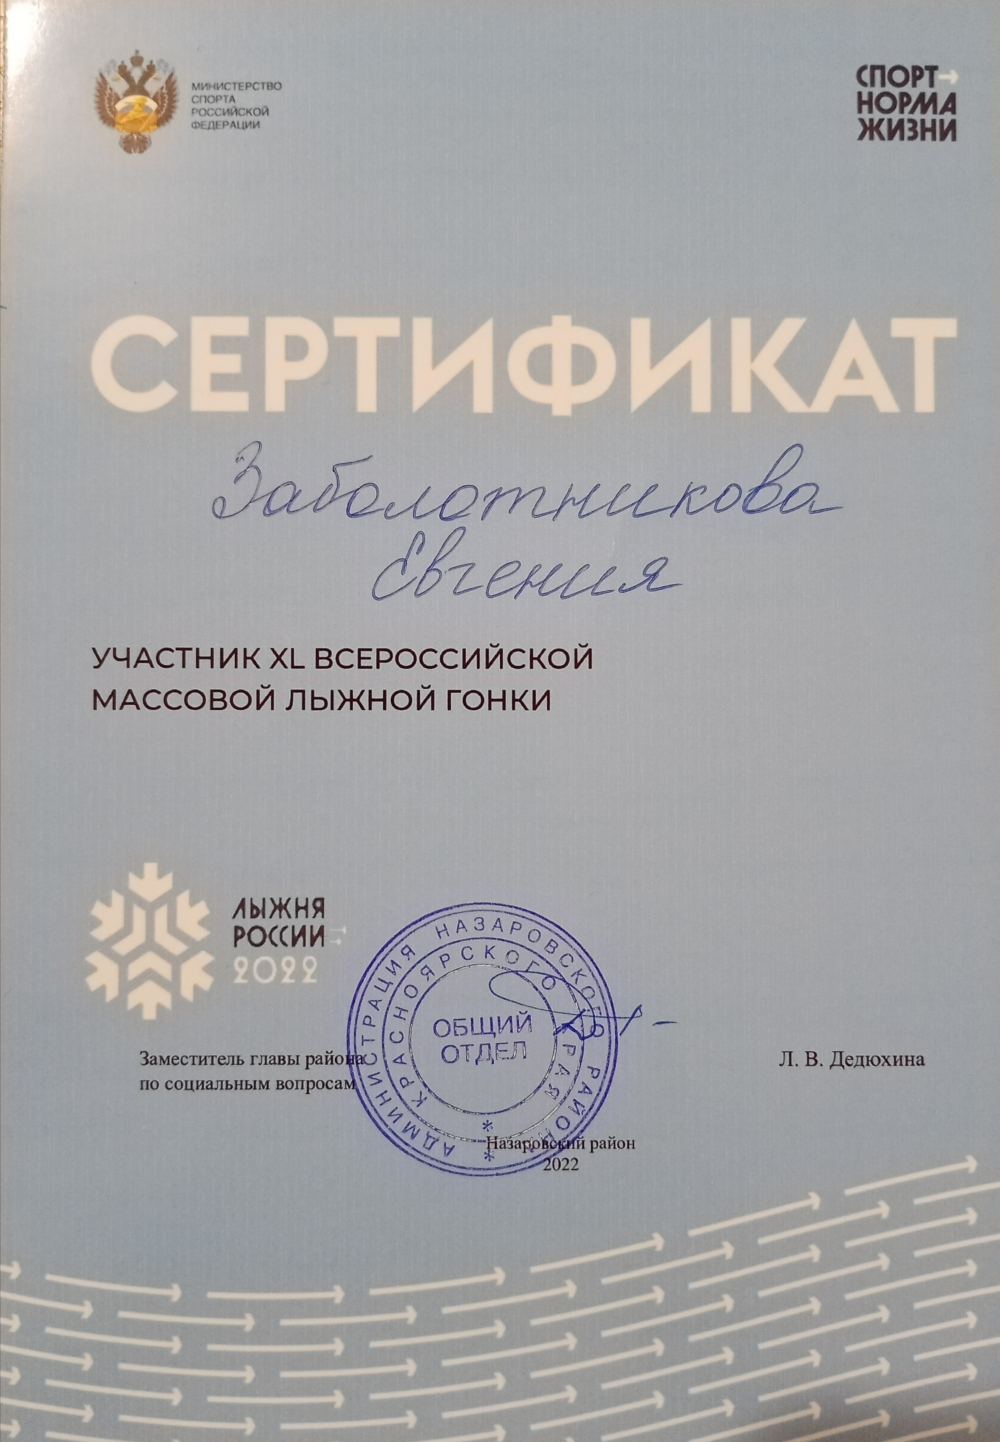 МИНИСТЕРСТВО
СПОРТА
РОССИЙСКОЙ
ФЕДЕРАЦИИ
СПОРТ
НОРМА
ЖИЗНИ
СЕРТИФИКАТ
Заболотникова
Евгения
УЧАСТНИК XL ВСЕРОССИЙСКОЙ
МАССОВОЙ ЛЫЖНОЙ ГОНКИ
ЛЫЖНЯ
РОССИИ
2022
АДМИНИСТРАЦИЯ НАЗАРОВСКОГО РАЙОНА
КРАСНОЯРСКОГО КРАЯ
ОБЩИЙ
ОТДЕЛ
Заместитель главы района
по социальным вопросам
Л. В. Дедюхина
Назаровский район
2022